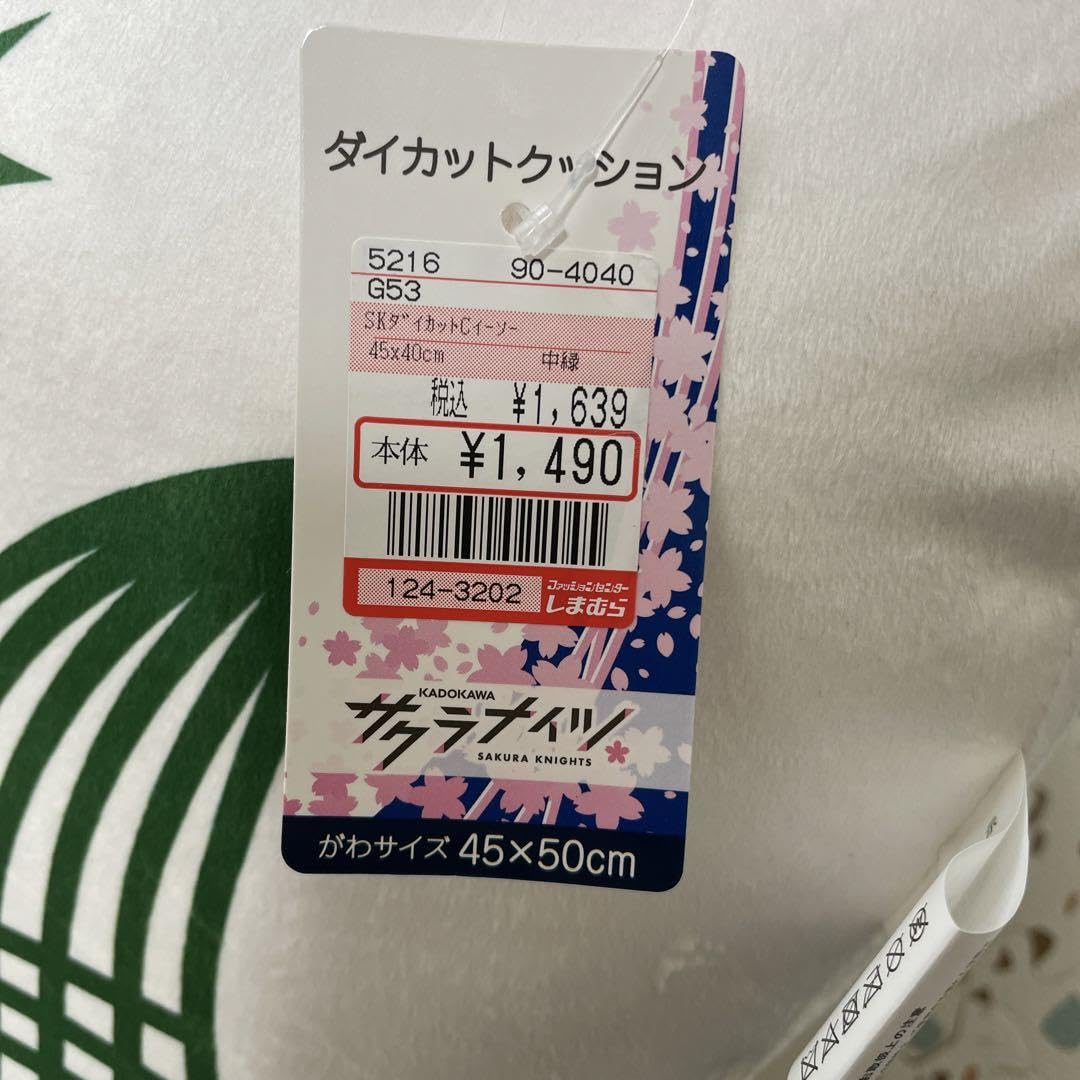 ダイカットクッション
5216 90-4040
G53
SKﾀﾞｲｶｯﾄCｲｰｿｰ
45x40cm 中緑
税込 ¥1,639
本体 ¥1,490
124-3202 ファッションセンター
しまむら
KADOKAWA
サクラナイツ
SAKURA KNIGHTS
がわサイズ 45×50cm